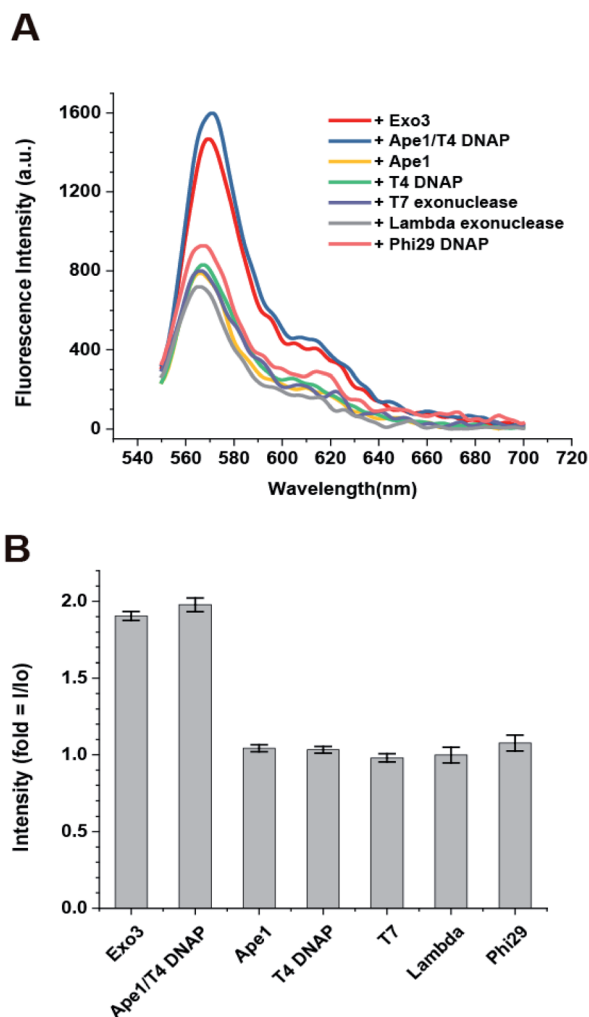 A
Fluorescence Intensity (a.u.)
1600
1200
800
400
0
+ Exo3
+ Ape1/T4 DNAP
+ Ape1
+ T4 DNAP
+ T7 exonuclease
+ Lambda exonuclease
+ Phi29 DNAP
540 560 580 600 620 640 660 680 700 720
Wavelength(nm)
B
Intensity (fold = I/Io)
2.0
1.5
1.0
0.5
0.0
Exo3 Ape1/T4 DNAP Ape1 T4 DNAP T7 Lambda Phi29